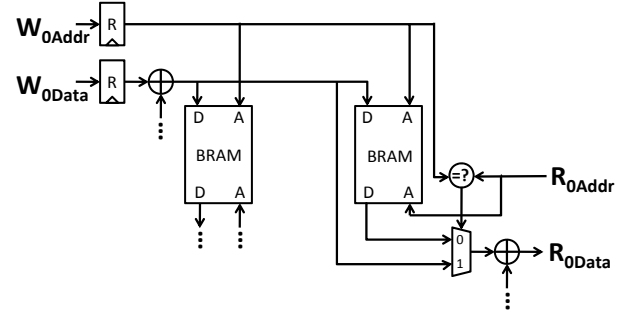 W0Addr R
W0Data R
D A D A
BRAM BRAM =? R0Addr
D A D A
0
1 R0Data